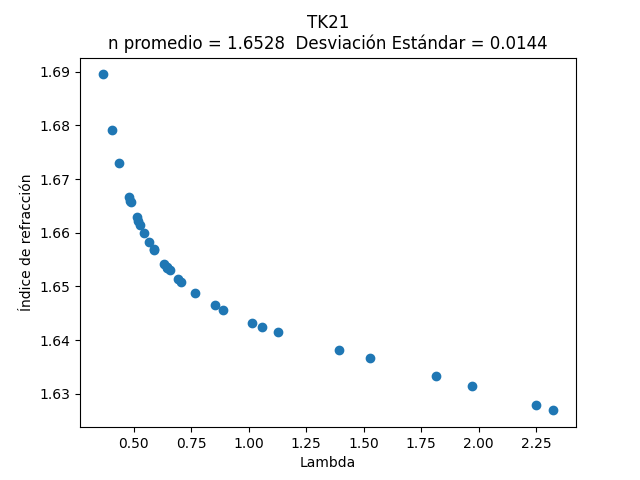 TK21
n promedio = 1.6528  Desviación Estándar = 0.0144
1.69
1.68
1.67
1.66
1.65
1.64
1.63
Índice de refracción
0.50 0.75 1.00 1.25 1.50 1.75 2.00 2.25
Lambda